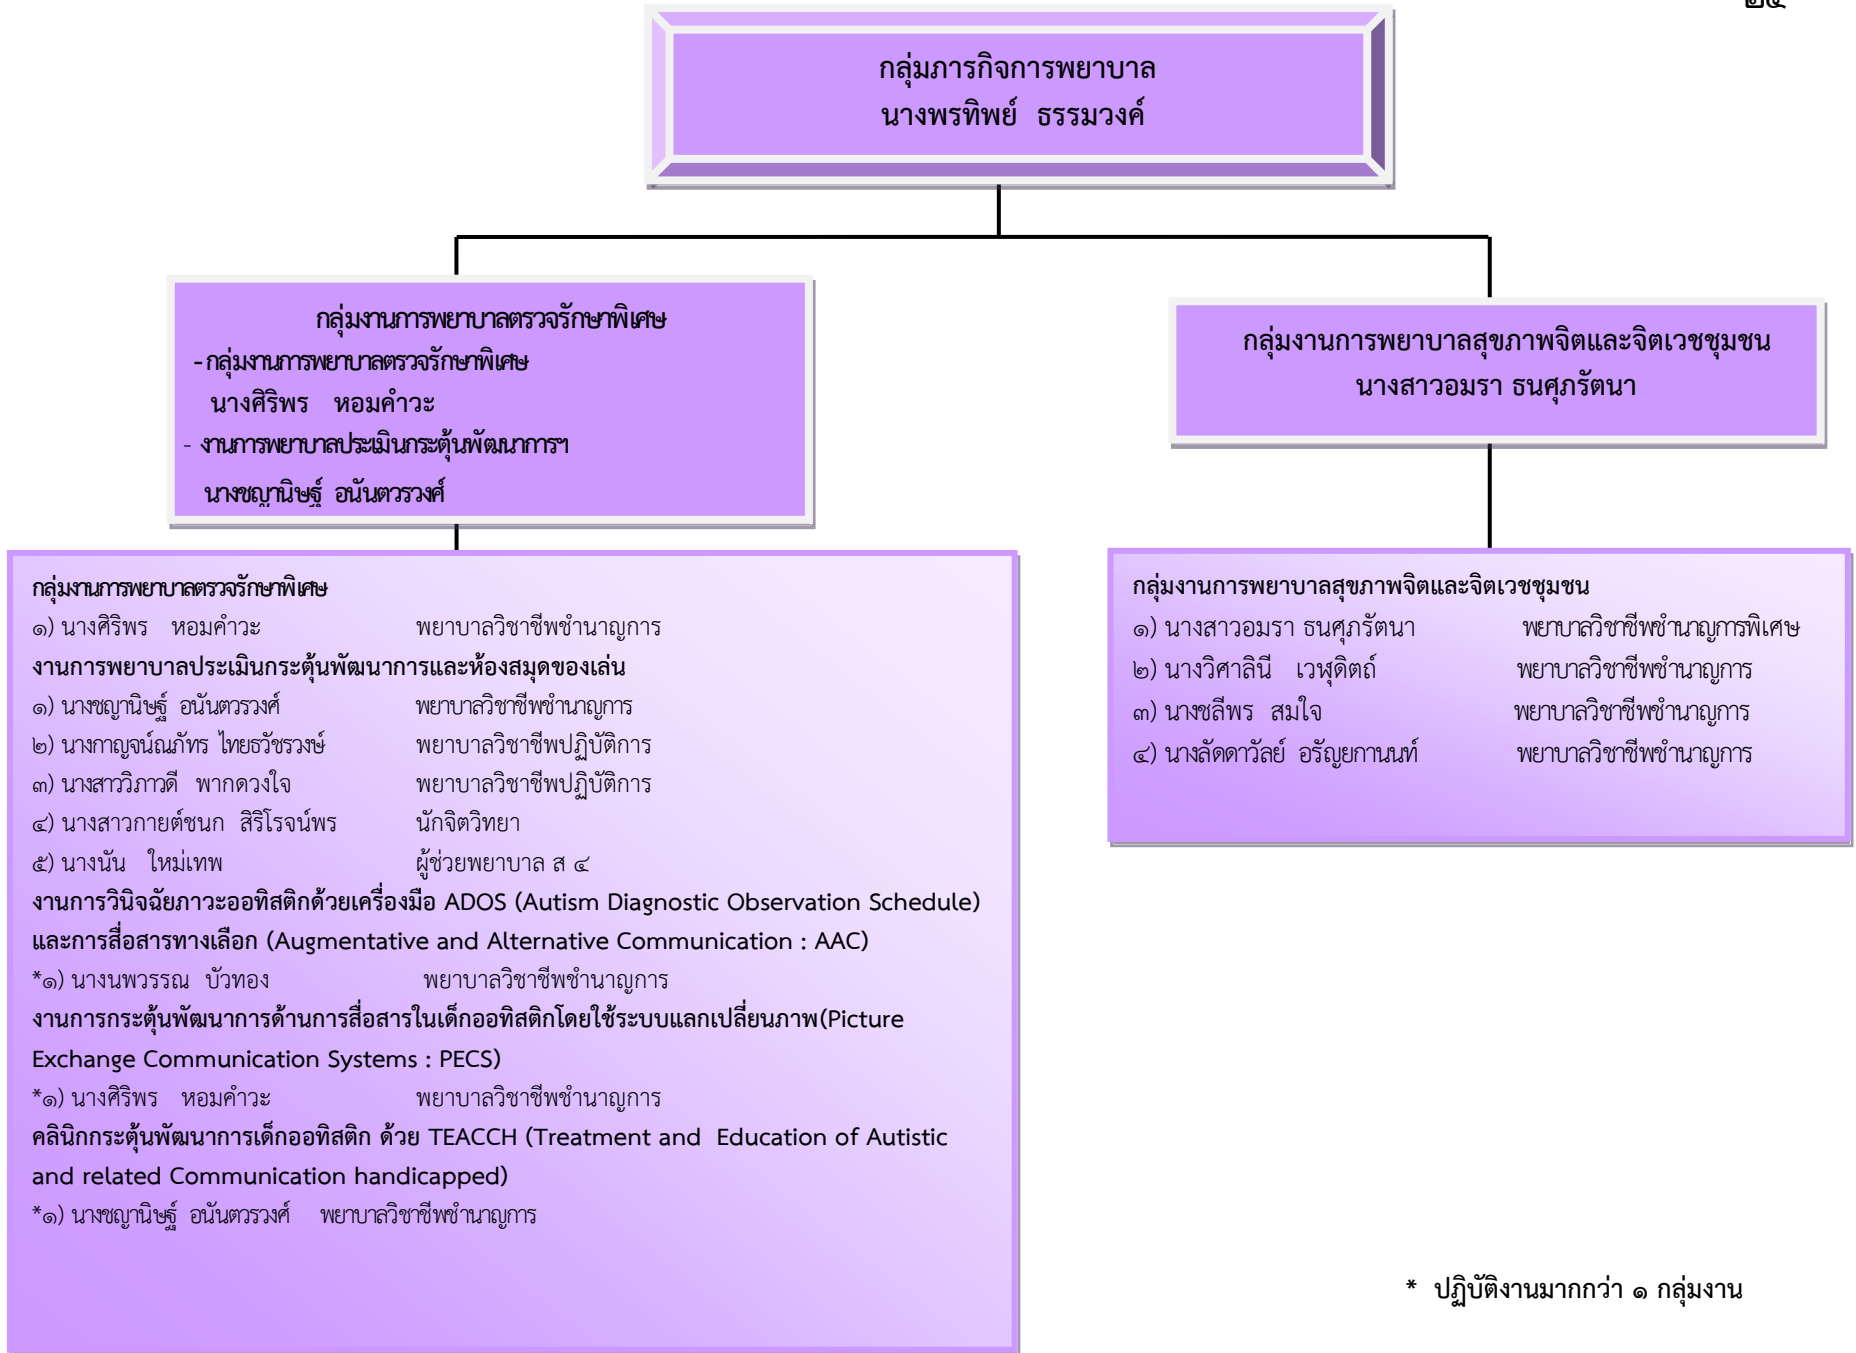 กลุ่มภารกิจการพยาบาล
นางพรทิพย์ ธรรมวงค์
กลุ่มงานการพยาบาลตรวจรักษาพิเศษ
- กลุ่มงานการพยาบาลตรวจรักษาพิเศษ
นางศิริพร หอมคำวะ
- งานการพยาบาลประเมินกระตุ้นพัฒนาการฯ
นางชญานิษฐ์ อนันตวรวงศ์
กลุ่มงานการพยาบาลสุขภาพจิตและจิตเวชชุมชน
นางสาวอมรา ธนศุภรัตนา
กลุ่มงานการพยาบาลตรวจรักษาพิเศษ
๑) นางศิริพร หอมคำวะ พยาบาลวิชาชีพชำนาญการ
งานการพยาบาลประเมินกระตุ้นพัฒนาการและห้องสมุดของเล่น
๑) นางชญานิษฐ์ อนันตวรวงศ์ พยาบาลวิชาชีพชำนาญการ
๒) นางกาญจน์ณภัทร ไทยธวัชรวงษ์ พยาบาลวิชาชีพปฏิบัติการ
๓) นางสาววิภาวดี พากดวงใจ พยาบาลวิชาชีพปฏิบัติการ
๔) นางสาวกายต์ชนก สิริโรจน์พร นักจิตวิทยา
๕) นางนัน ใหม่เทพ ผู้ช่วยพยาบาล ส ๔
งานการวินิจฉัยภาวะออทิสติกด้วยเครื่องมือ ADOS (Autism Diagnostic Observation Schedule)
และการสื่อสารทางเลือก (Augmentative and Alternative Communication : AAC)
*๑) นางนพวรรณ บัวทอง พยาบาลวิชาชีพชำนาญการ
งานการกระตุ้นพัฒนาการด้านการสื่อสารในเด็กออทิสติกโดยใช้ระบบแลกเปลี่ยนภาพ(Picture
Exchange Communication Systems : PECS)
*๑) นางศิริพร หอมคำวะ พยาบาลวิชาชีพชำนาญการ
คลินิกกระตุ้นพัฒนาการเด็กออทิสติก ด้วย TEACCH (Treatment and Education of Autistic
and related Communication handicapped)
*๑) นางชญานิษฐ์ อนันตวรวงศ์ พยาบาลวิชาชีพชำนาญการ
กลุ่มงานการพยาบาลสุขภาพจิตและจิตเวชชุมชน
๑) นางสาวอมรา ธนศุภรัตนา พยาบาลวิชาชีพชำนาญการพิเศษ
๒) นางวิศาลินี เวฬุดิตถ์ พยาบาลวิชาชีพชำนาญการ
๓) นางชลีพร สมใจ พยาบาลวิชาชีพชำนาญการ
๔) นางลัดดาวัลย์ อรัญยกานนท์ พยาบาลวิชาชีพชำนาญการ
* ปฏิบัติงานมากกว่า ๑ กลุ่มงาน